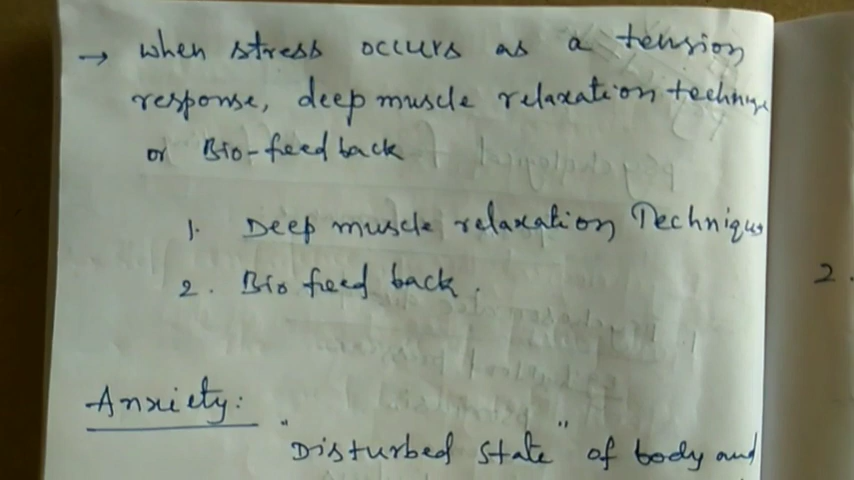 → when stress occurs as a tension
response, deep muscle relaxation technique
or Bio-feed back
1. Deep muscle relaxation Technique
2. Bio feed back.
2.
Anxiety:
"Disturbed state" of body and